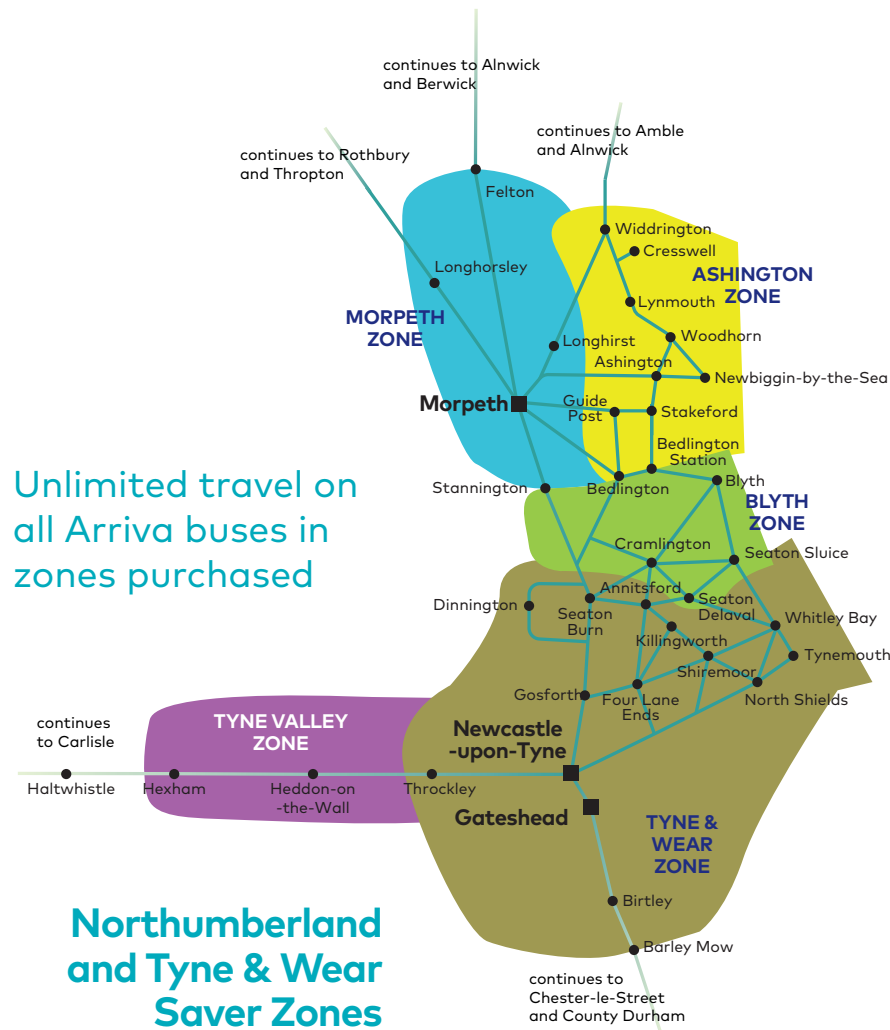 continues to Alnwick
and Berwick
continues to Amble
and Alnwick
continues to Rothbury
and Thropton
Felton
Widdrington
Cresswell
Longhorsley
ASHINGTON
ZONE
Lynmouth
MORPETH
ZONE
Woodhorn
Longhirst
Ashington
Newbiggin-by-the-Sea
Morpeth
Guide
Post
Stakeford
Bedlington
Station
Unlimited travel on
all Arriva buses in
zones purchased
Stannington
Bedlington
Blyth
BLYTH
ZONE
Cramlington
Seaton Sluice
Dinnington
Annitsford
Seaton
Burn
Seaton
Delaval
Whitley Bay
Killingworth
Tynemouth
Shiremoor
Gosforth
Four Lane
Ends
North Shields
continues
to Carlisle
TYNE VALLEY
ZONE
Newcastle
-upon-Tyne
Haltwhistle
Hexham
Heddon-on
-the-Wall
Throckley
Gateshead
TYNE &
WEAR
ZONE
Birtley
Barley Mow
Northumberland
and Tyne & Wear
Saver Zones
continues to
Chester-le-Street
and County Durham